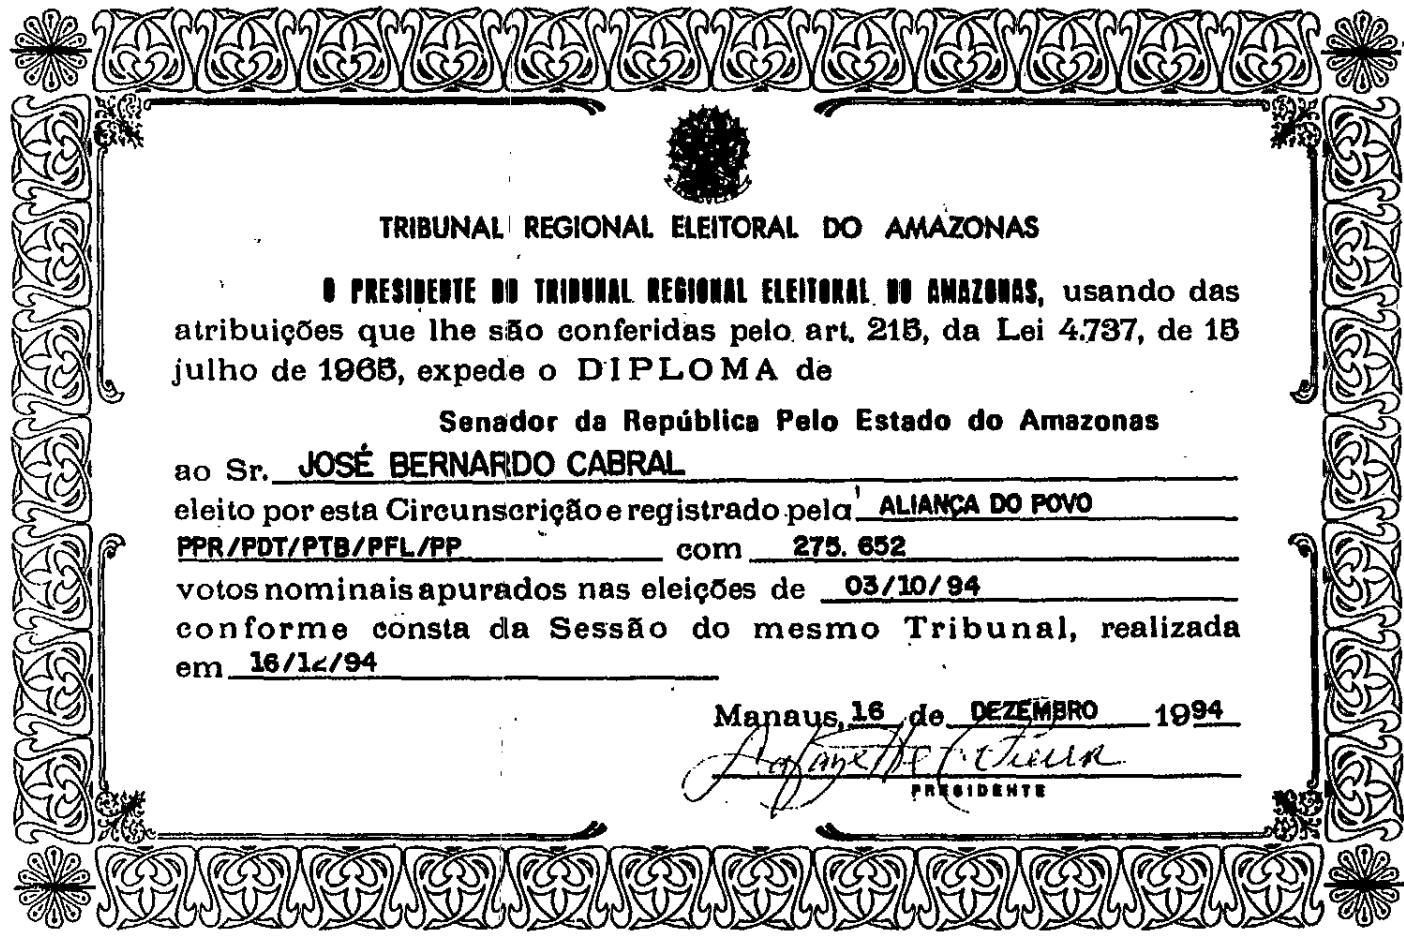 TRIBUNAL REGIONAL ELEITORAL DO AMAZONAS
O PRESIDENTE DO TRIBUNAL REGIONAL ELEITORAL DO AMAZONAS, usando das
atribuições que lhe são conferidas pelo art. 215, da Lei 4.737, de 15
julho de 1965, expede o DIPLOMA de
Senador da República Pelo Estado do Amazonas
ao Sr. JOSÉ BERNARDO CABRAL
eleito por esta Circunscrição e registrado pela ALIANÇA DO POVO
PPR/PDT/PTB/PFL/PP com 275.652
votos nominais apurados nas eleições de 03/10/94
conforme consta da Sessão do mesmo Tribunal, realizada
em 16/12/94
Manaus, 16 de DEZEMBRO 1994
Lafayette C Vieira
PRESIDENTE